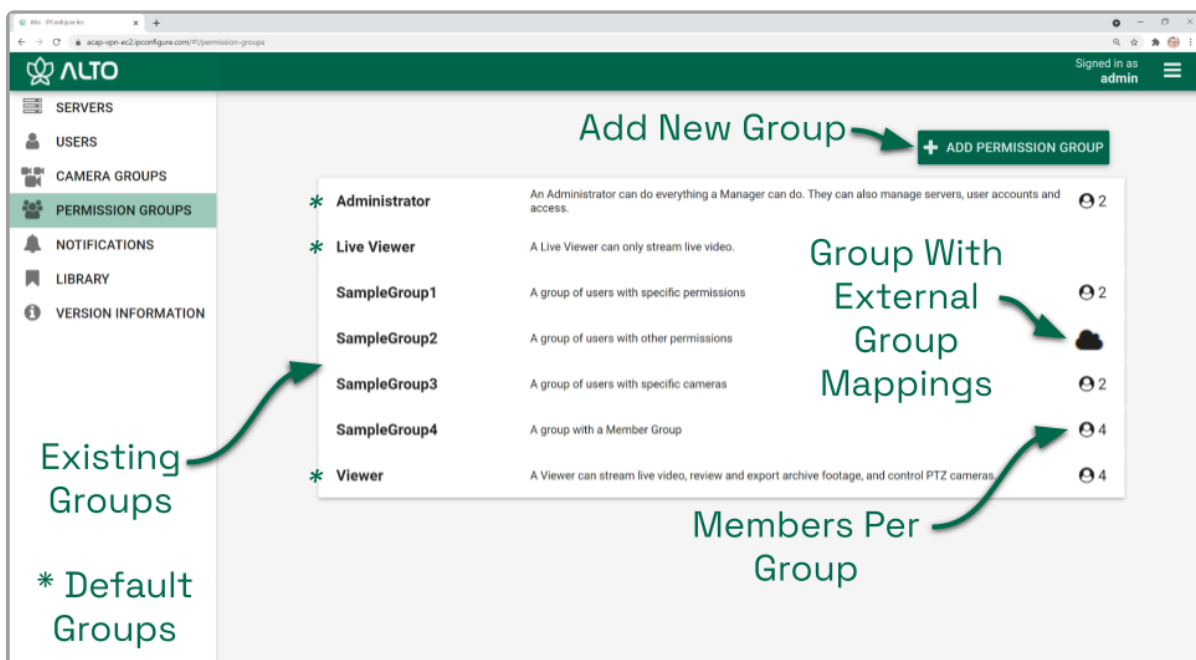 Alto - IPConfigure Inc.
acap-vpn-ec2.ipconfigure.com/#!/permission-groups
ALTO
Signed in as
admin
SERVERS
USERS
CAMERA GROUPS
PERMISSION GROUPS
NOTIFICATIONS
LIBRARY
VERSION INFORMATION
Add New Group
+ ADD PERMISSION GROUP
* Administrator
An Administrator can do everything a Manager can do. They can also manage servers, user accounts and
access.
2
* Live Viewer
A Live Viewer can only stream live video.
SampleGroup1
A group of users with specific permissions
2
SampleGroup2
A group of users with other permissions
SampleGroup3
A group of users with specific cameras
2
SampleGroup4
A group with a Member Group
4
* Viewer
A Viewer can stream live video, review and export archive footage, and control PTZ cameras.
4
Group With
External
Group
Mappings
Existing
Groups
Members Per
Group
* Default
Groups